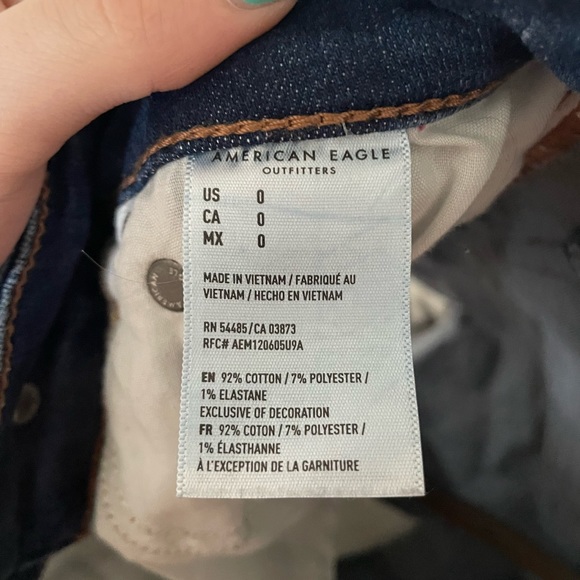 AMERICAN EAGLE
OUTFITTERS
US 0
CA 0
MX 0
MADE IN VIETNAM / FABRIQUÉ AU
VIETNAM / HECHO EN VIETNAM
RN 54485/CA 03873
RFC# AEM120605U9A
EN 92% COTTON / 7% POLYESTER /
1% ELASTANE
EXCLUSIVE OF DECORATION
FR 92% COTON / 7% POLYESTER /
1% ÉLASTHANNE
À L'EXCEPTION DE LA GARNITURE